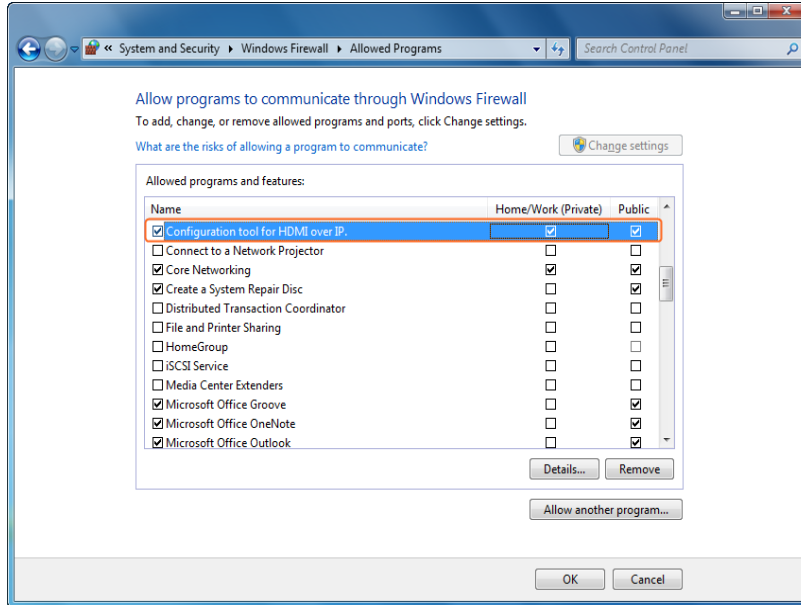 « System and Security ▸ Windows Firewall ▸ Allowed Programs
Search Control Panel
Allow programs to communicate through Windows Firewall
To add, change, or remove allowed programs and ports, click Change settings.
What are the risks of allowing a program to communicate?
Change settings
Allowed programs and features:
Name Home/Work (Private) Public
Configuration tool for HDMI over IP.
Connect to a Network Projector
Core Networking
Create a System Repair Disc
Distributed Transaction Coordinator
File and Printer Sharing
HomeGroup
iSCSI Service
Media Center Extenders
Microsoft Office Groove
Microsoft Office OneNote
Microsoft Office Outlook
Details... Remove
Allow another program...
OK Cancel